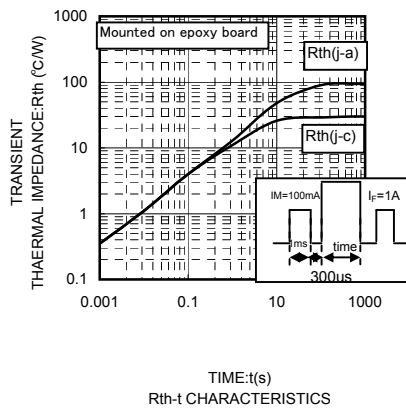 1000
Mounted on epoxy board
Rth(j-a)
100
Rth(j-c)
10
IM=100mA
IF=1A
1
1ms
time
300us
0.1
0.001
0.1
10
1000
TRANSIENT
THAERMAL IMPEDANCE:Rth (℃/W)
TIME:t(s)
Rth-t CHARACTERISTICS